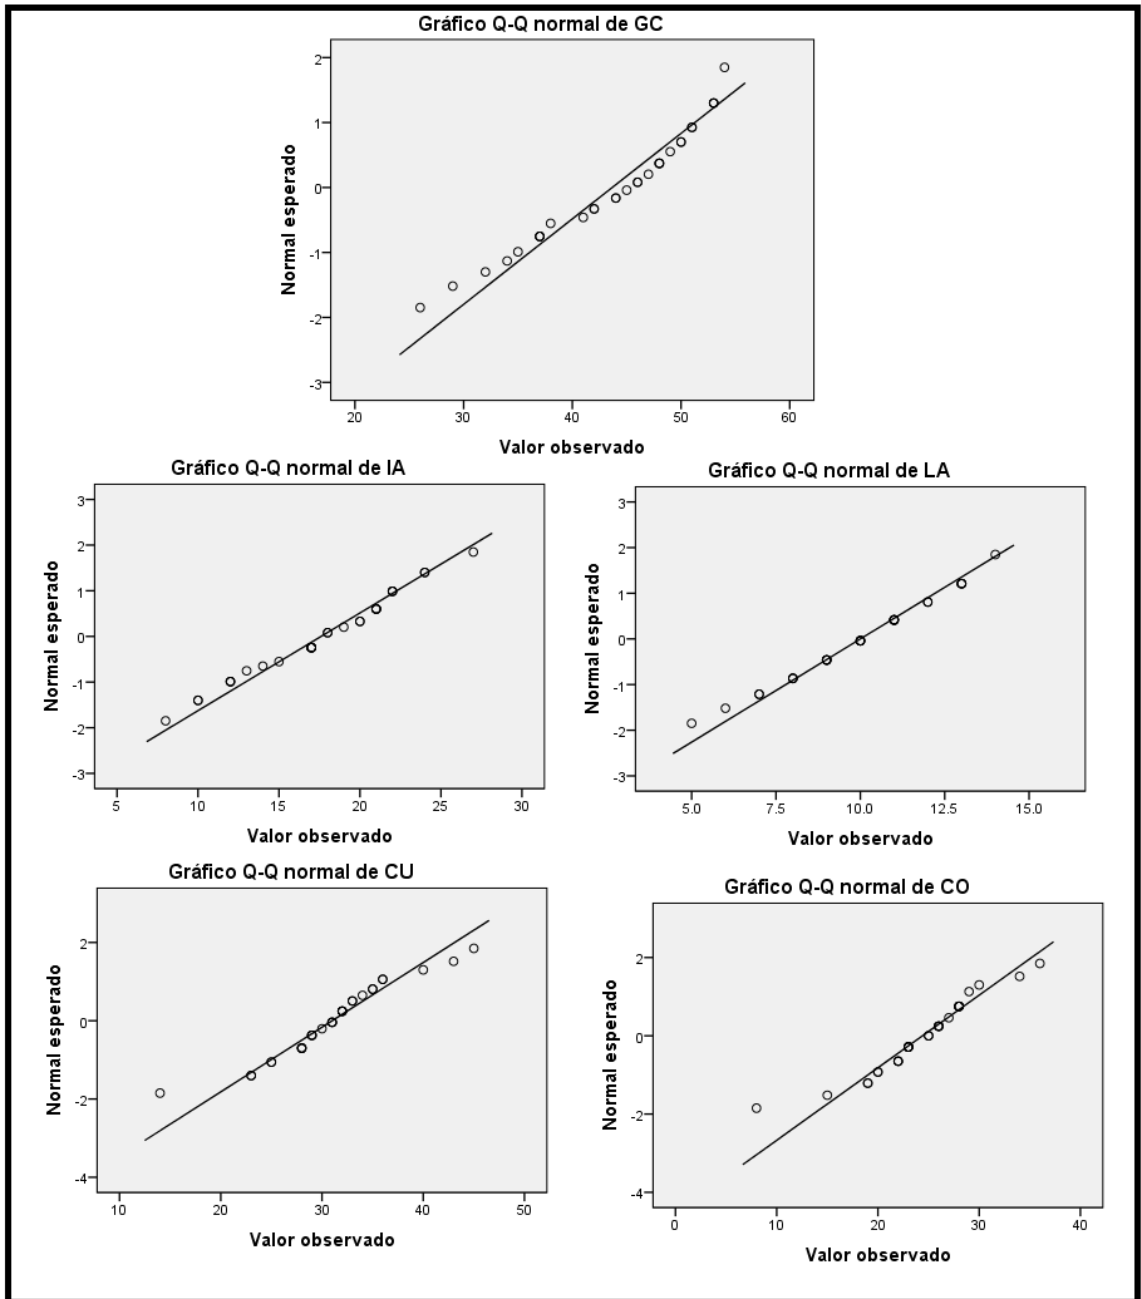 Gráfico Q-Q normal de GC
Normal esperado
2
1
0
-1
-2
-3
20 30 40 50 60
Valor observado
Gráfico Q-Q normal de IA
Normal esperado
3
2
1
0
-1
-2
-3
5 10 15 20 25 30
Valor observado
Gráfico Q-Q normal de LA
Normal esperado
3
2
1
0
-1
-2
-3
5.0 7.5 10.0 12.5 15.0
Valor observado
Gráfico Q-Q normal de CU
Normal esperado
2
0
-2
-4
10 20 30 40 50
Valor observado
Gráfico Q-Q normal de CO
Normal esperado
2
0
-2
-4
0 10 20 30 40
Valor observado